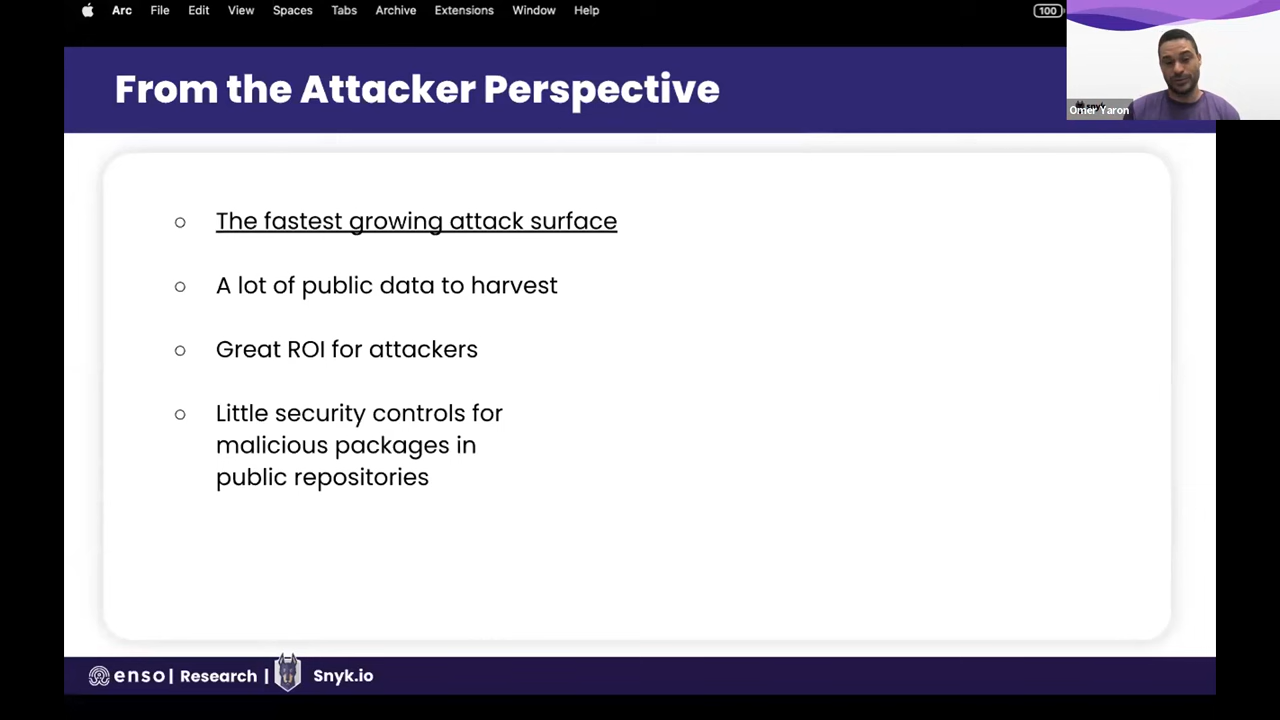 Arc File Edit View Spaces Tabs Archive Extensions Window Help 100
From the Attacker Perspective
Omer Yaron
The fastest growing attack surface
A lot of public data to harvest
Great ROI for attackers
Little security controls for
malicious packages in
public repositories
enso | Research | Snyk.io